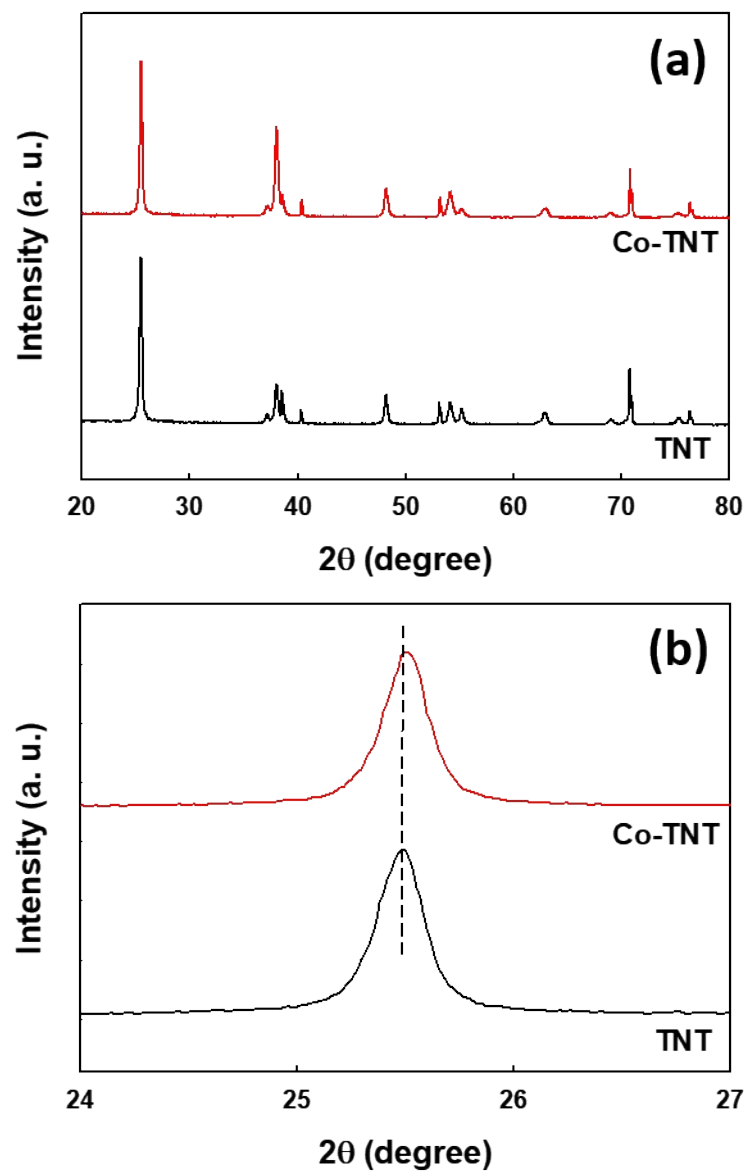 (a)
Intensity (a. u.)
Co-TNT
TNT
20 30 40 50 60 70 80
2θ (degree)
(b)
Intensity (a. u.)
Co-TNT
TNT
24 25 26 27
2θ (degree)